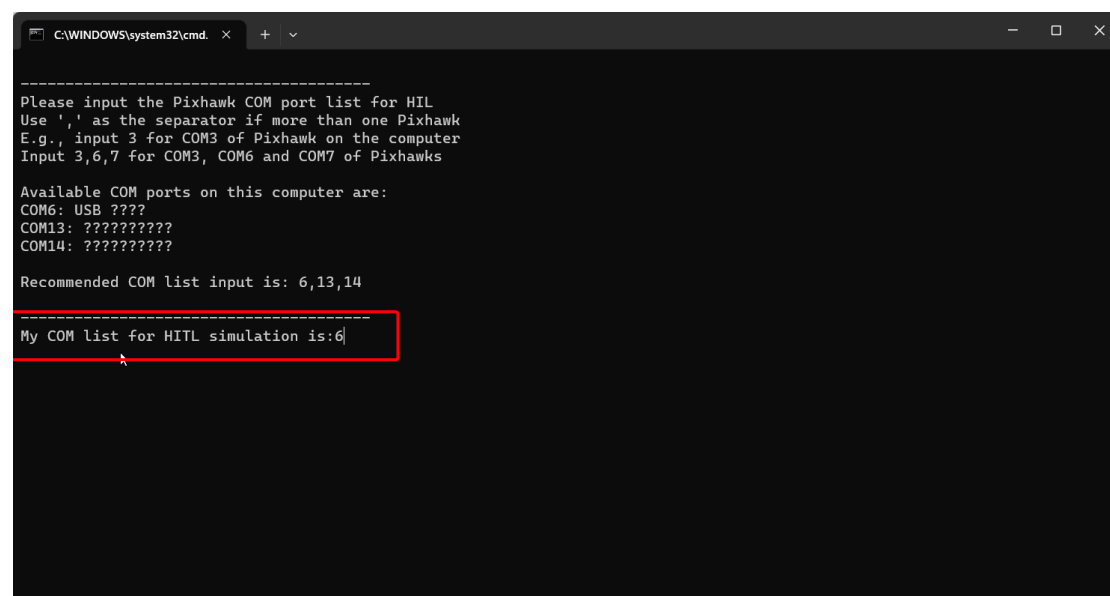 C:\WINDOWS\system32\cmd.
----------------------------------------
Please input the Pixhawk COM port list for HIL
Use ',' as the separator if more than one Pixhawk
E.g., input 3 for COM3 of Pixhawk on the computer
Input 3,6,7 for COM3, COM6 and COM7 of Pixhawks
Available COM ports on this computer are:
COM6: USB ????
COM13: ??????????
COM14: ??????????
Recommended COM list input is: 6,13,14
----------------------------------------
My COM list for HITL simulation is:6